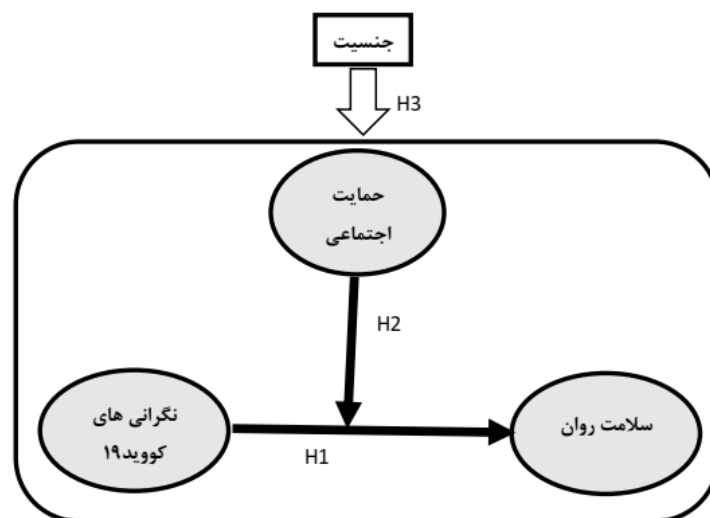 جنسیت
H3
حمایت
اجتماعی
H2
نگرانی های
کووید۱۹
سلامت روان
H1